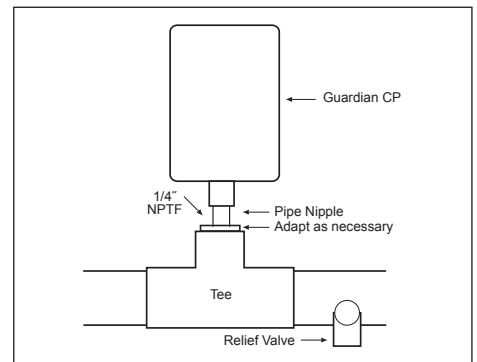 Guardian CP
1/4˝
NPTF
Pipe Nipple
Adapt as necessary
Tee
Relief Valve